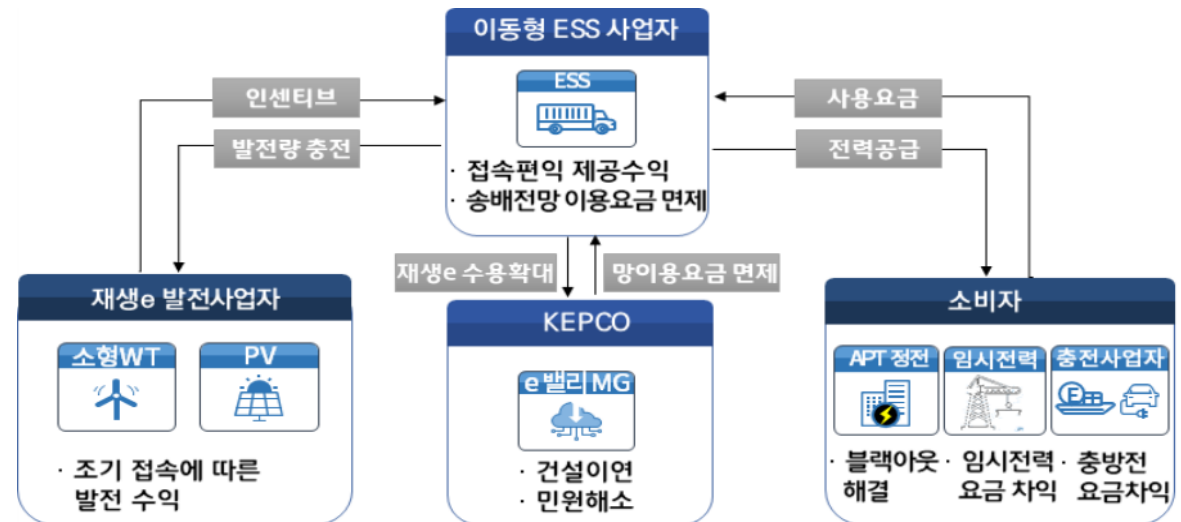 이동형 ESS 사업자
ESS
· 접속편익 제공수익
· 송배전망 이용요금 면제
인센티브
발전량 충전
사용요금
전력공급
재생e 수용확대
망이용요금 면제
재생e 발전사업자
소형WT
PV
· 조기 접속에 따른
발전 수익
KEPCO
e밸리 MG
· 건설이연
· 민원해소
소비자
APT 정전
임시전력
충전사업자
· 블랙아웃
해결
· 임시전력
요금 차익
· 충방전
요금차익